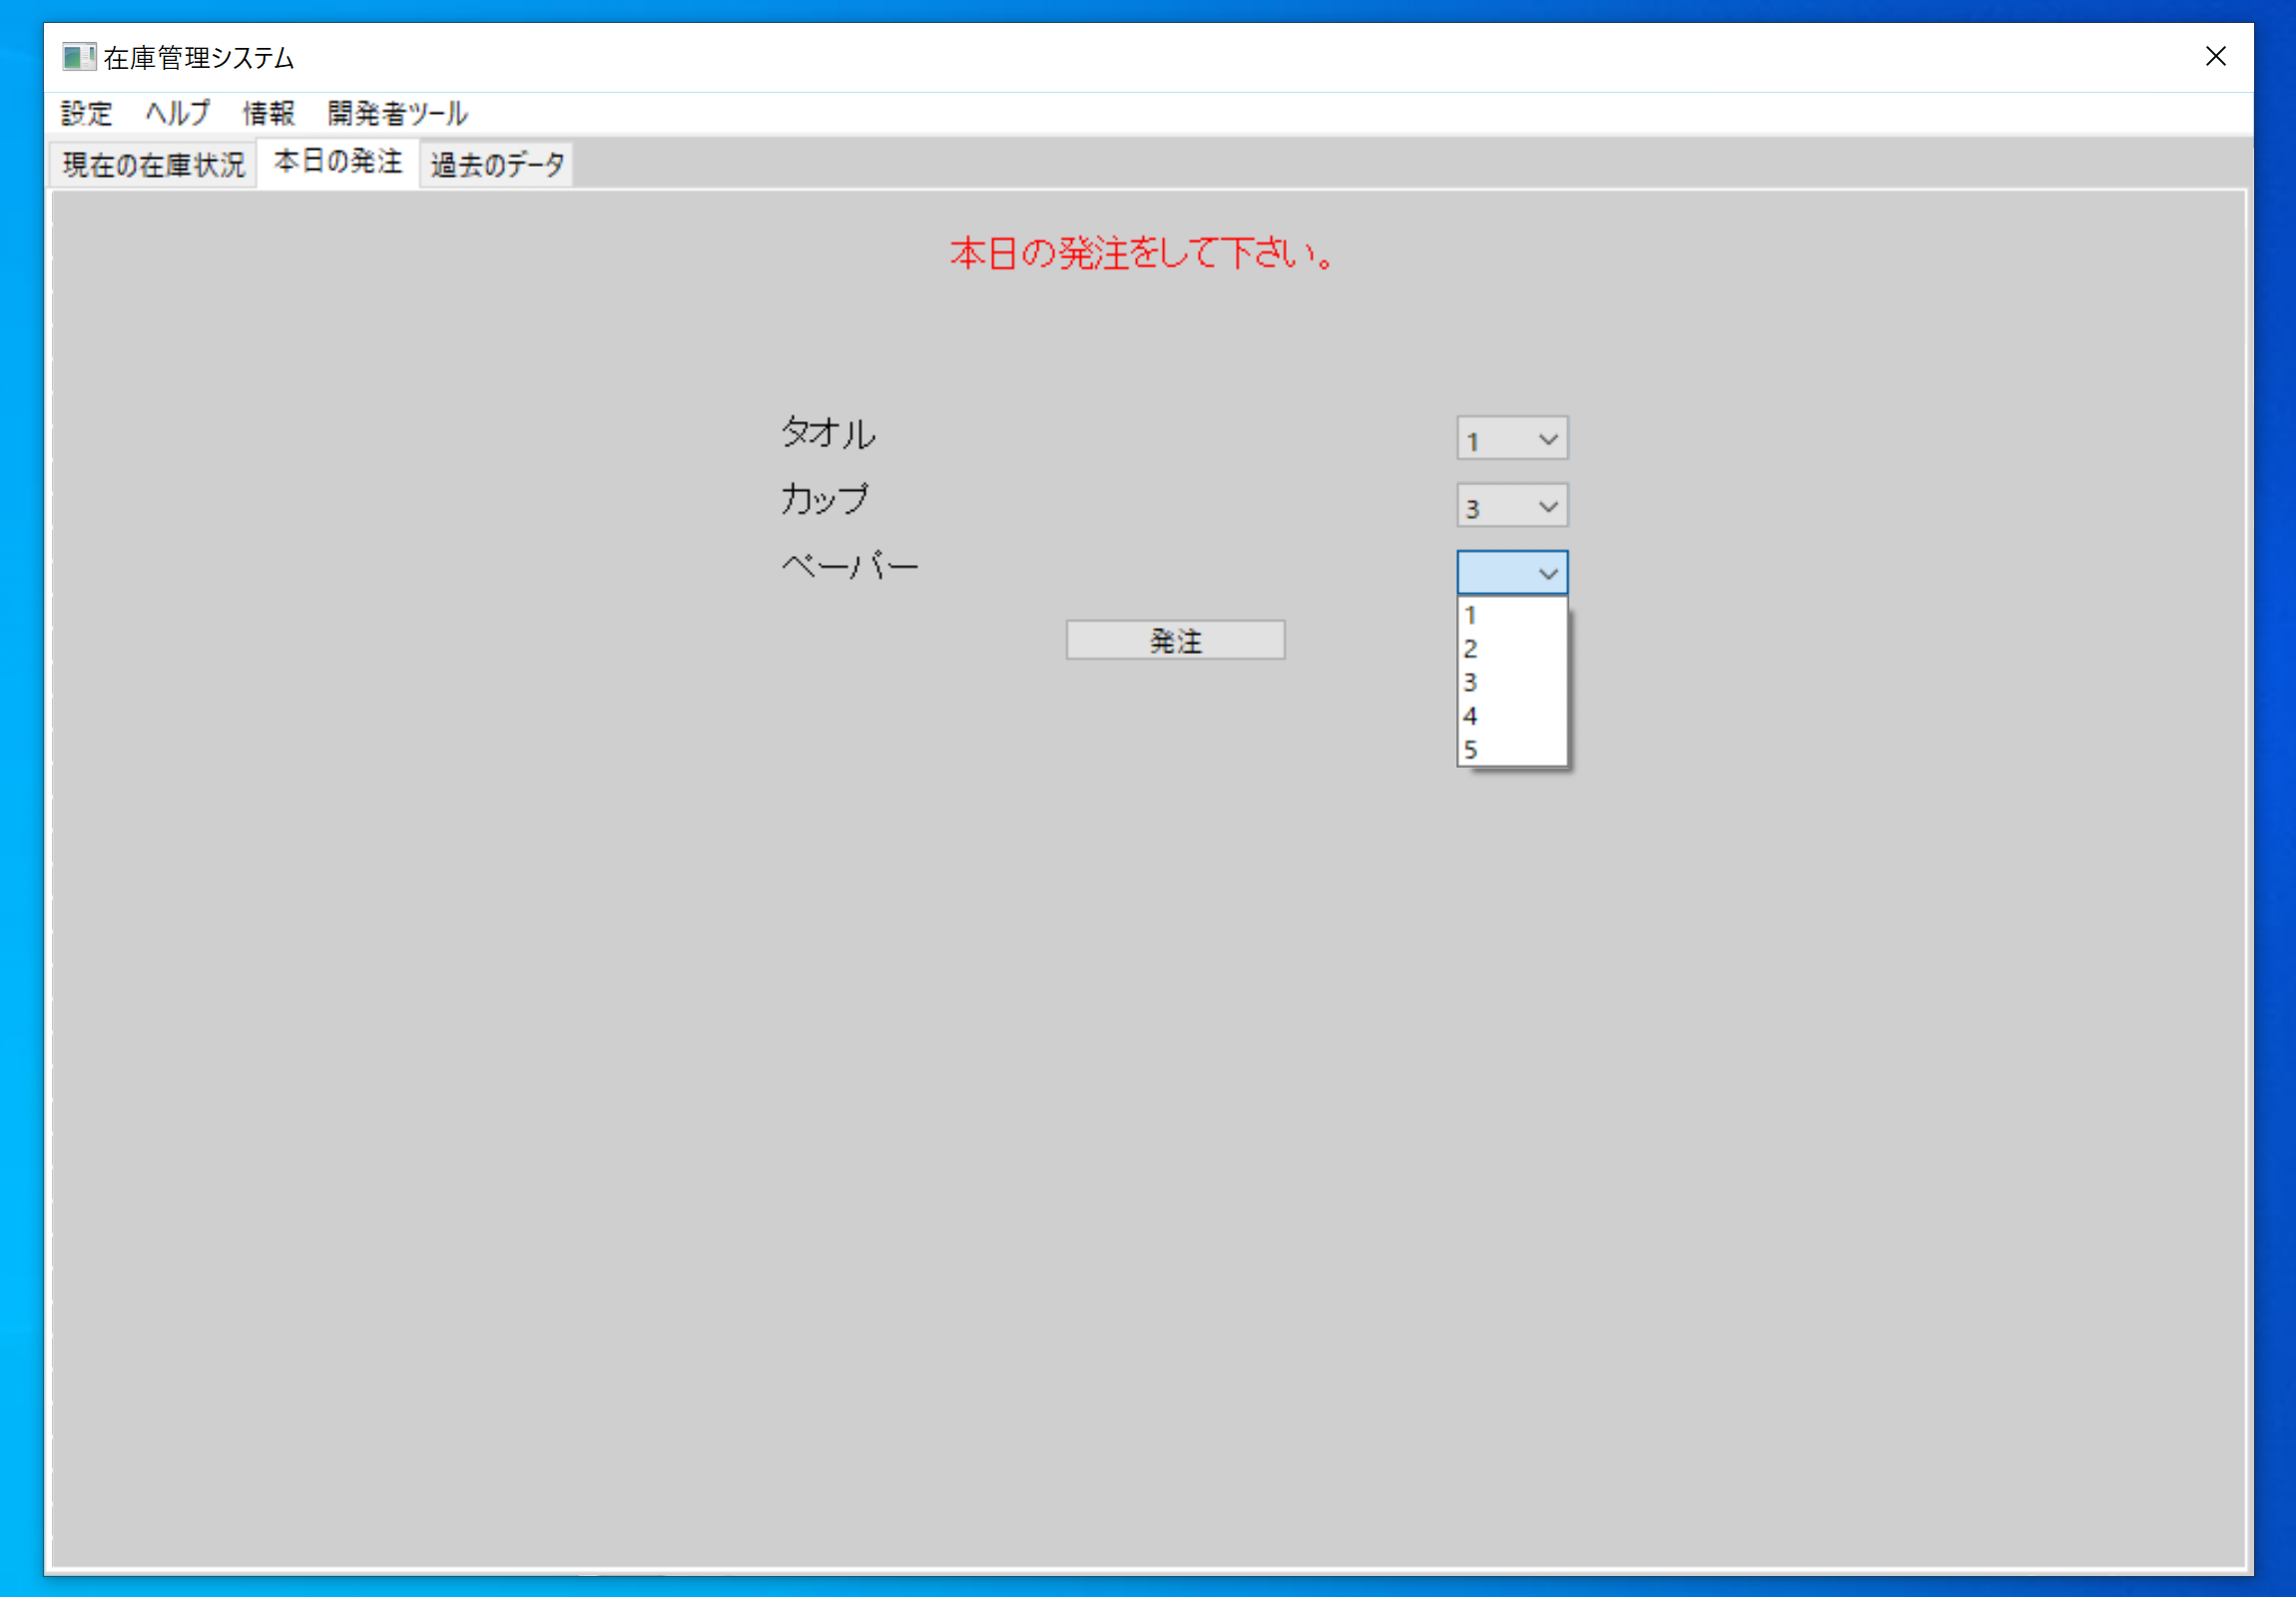 在庫管理システム
設定 ヘルプ 情報 開発者ツール
現在の在庫状況 本日の発注 過去のデータ
本日の発注をして下さい。
タオル 1
カップ 3
ペーパー
発注
1
2
3
4
5